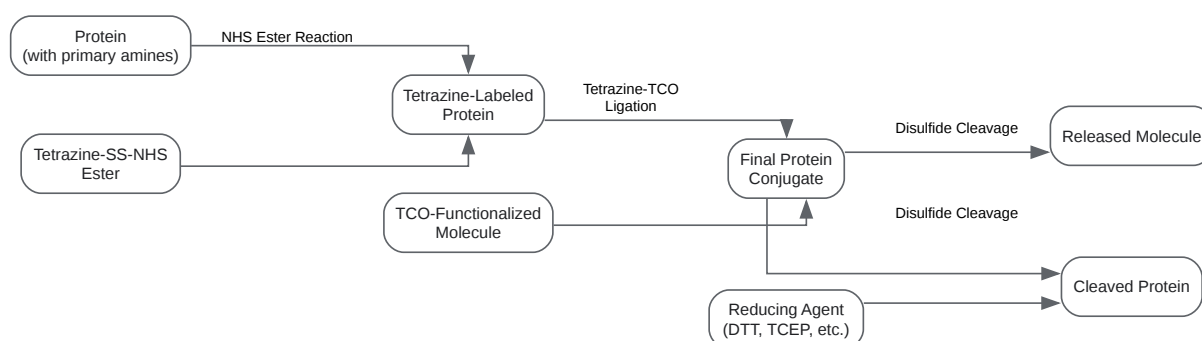 Protein
(with primary amines)
NHS Ester Reaction
Tetrazine-Labeled
Protein
Tetrazine-TCO
Ligation
Tetrazine-SS-NHS
Ester
Final Protein
Conjugate
Disulfide Cleavage
Released Molecule
TCO-Functionalized
Molecule
Disulfide Cleavage
Cleaved Protein
Reducing Agent
(DTT, TCEP, etc.)